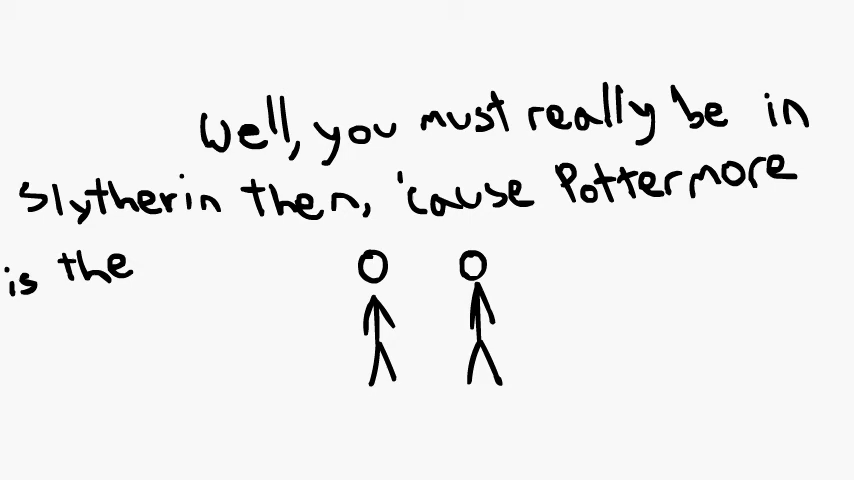 Well, you must really be in
Slytherin then, 'cause Pottermore
is the